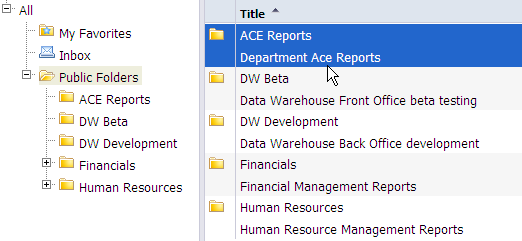 All
My Favorites
Inbox
Public Folders
ACE Reports
DW Beta
DW Development
Financials
Human Resources
Title
ACE Reports
Department Ace Reports
DW Beta
Data Warehouse Front Office beta testing
DW Development
Data Warehouse Back Office development
Financials
Financial Management Reports
Human Resources
Human Resource Management Reports